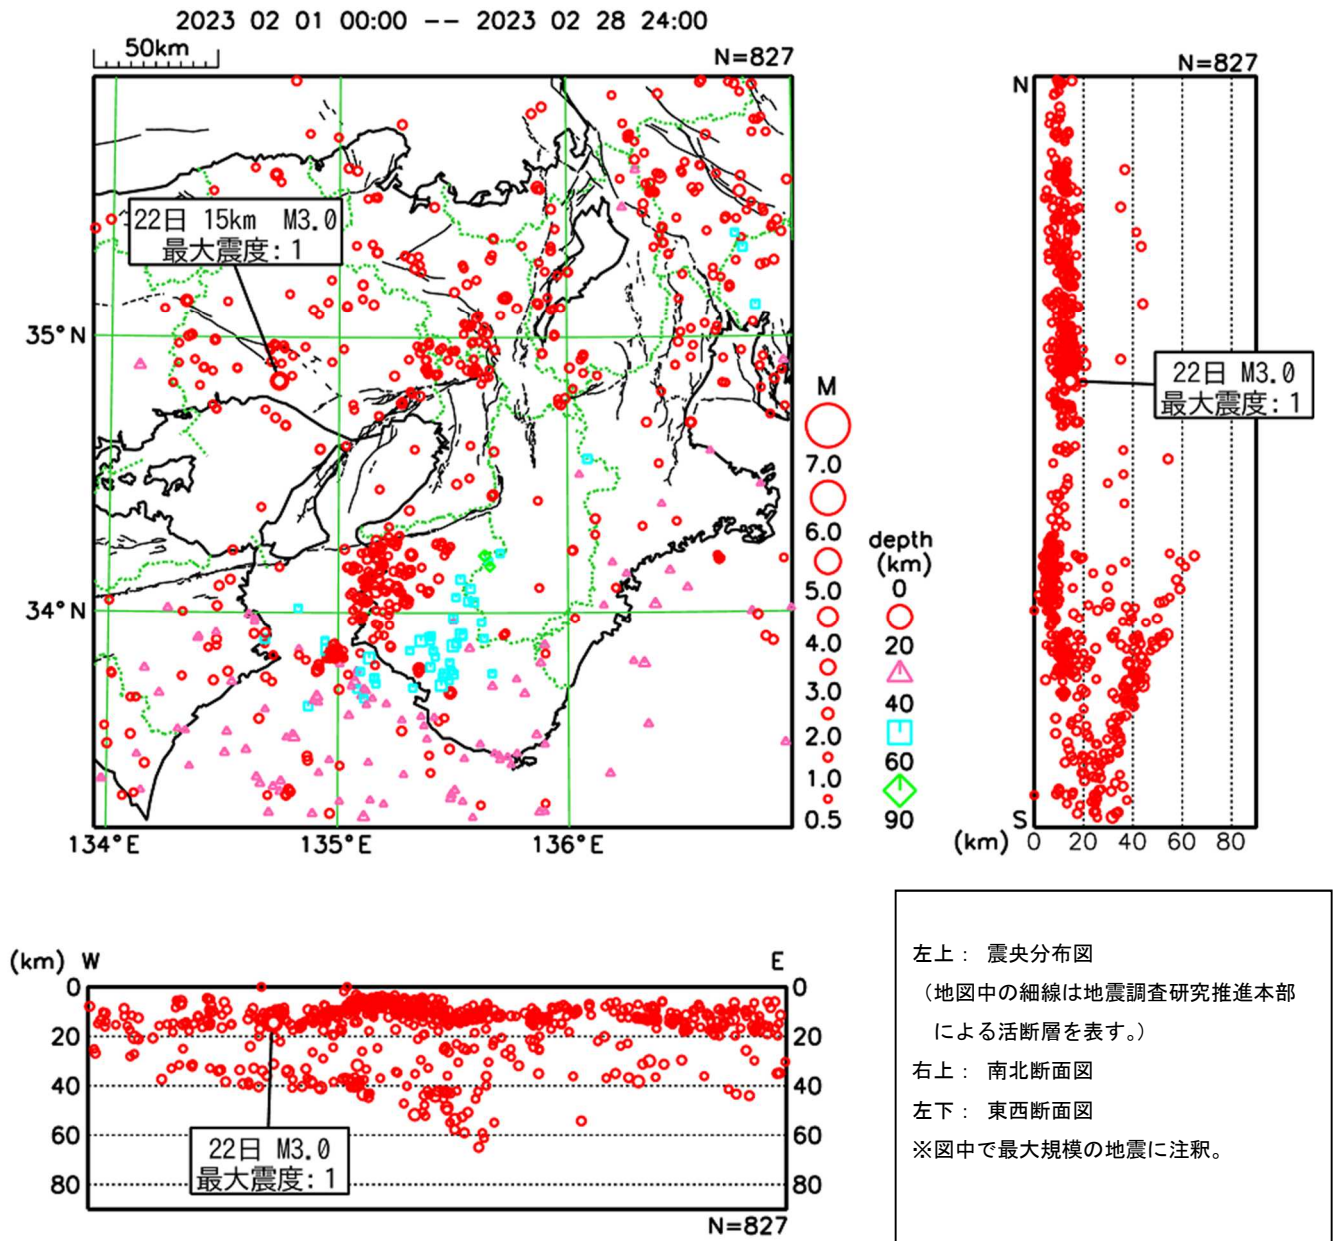 2023 02 01 00:00 -- 2023 02 28 24:00
50km
N=827
22日 15km M3.0
最大震度:1
35°N
34°N
134°E
135°E
136°E
M
7.0
6.0
5.0
4.0
3.0
2.0
1.0
0.5
depth
(km)
0
20
40
60
90
N=827
N
22日 M3.0
最大震度:1
S
(km)
0 20 40 60 80
(km) W
E
0
20
40
60
80
0
20
40
60
80
22日 M3.0
最大震度:1
N=827
左上： 震央分布図
（地図中の細線は地震調査研究推進本部
による活断層を表す。）
右上： 南北断面図
左下： 東西断面図
※図中で最大規模の地震に注釈。